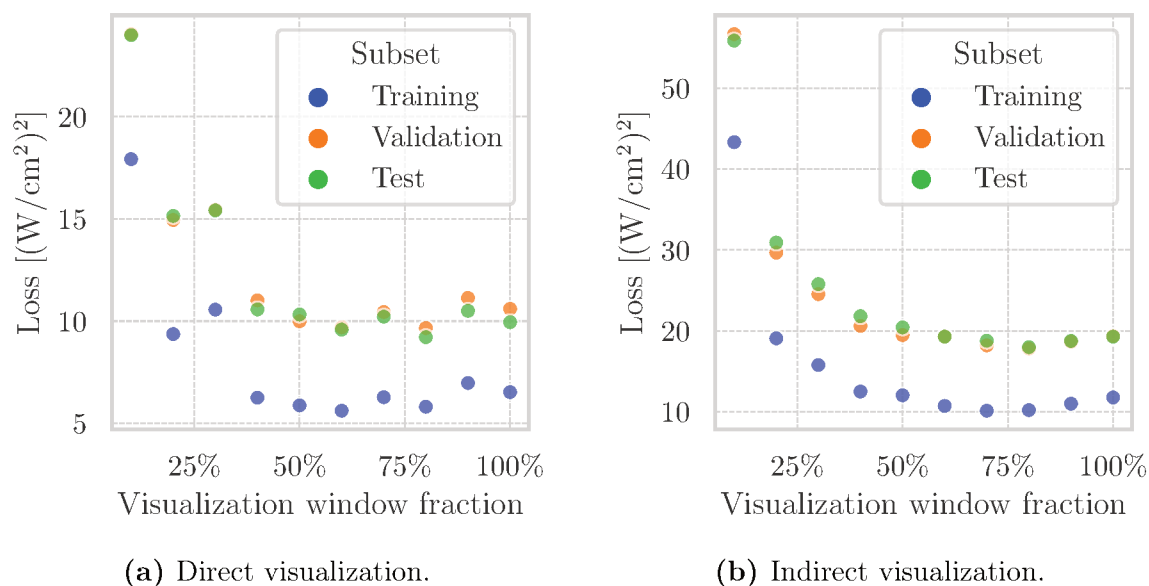 Subset
Training
Validation
Test
20
15
10
5
Loss [(W/cm²)²]
25% 50% 75% 100%
Visualization window fraction
(a) Direct visualization.
Subset
Training
Validation
Test
50
40
30
20
10
Loss [(W/cm²)²]
25% 50% 75% 100%
Visualization window fraction
(b) Indirect visualization.